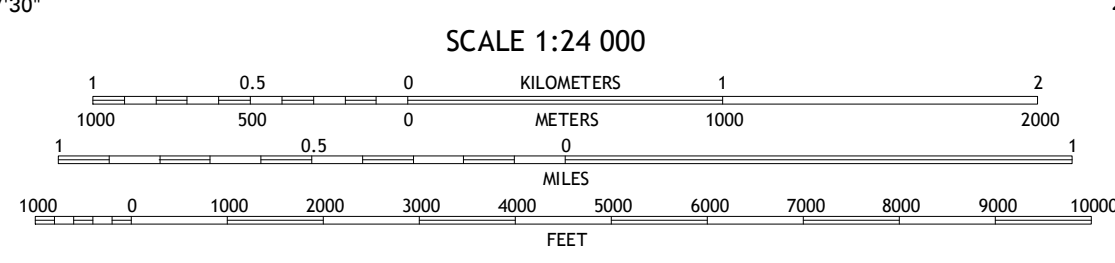 7'30"
SCALE 1:24 000
1 0.5 0 KILOMETERS 1 2
1000 500 0 METERS 1000 2000
1 0.5 0 1
MILES
1000 0 1000 2000 3000 4000 5000 6000 7000 8000 9000 10000
FEET